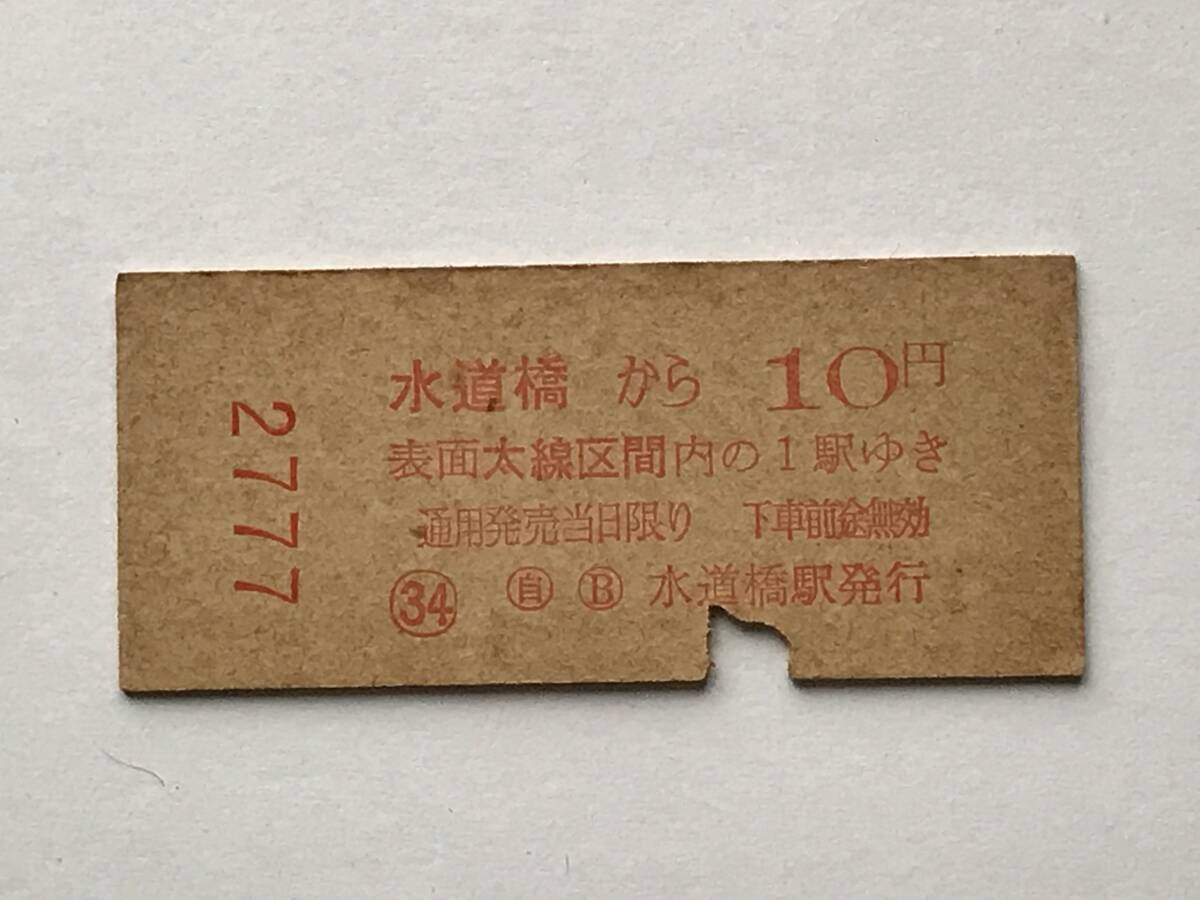 水道橋 から 10円
表面太線区間内の1駅ゆき
通用発売当日限り 下車前途無効
㉞ 自 Ⓑ 水道橋駅発行
2777